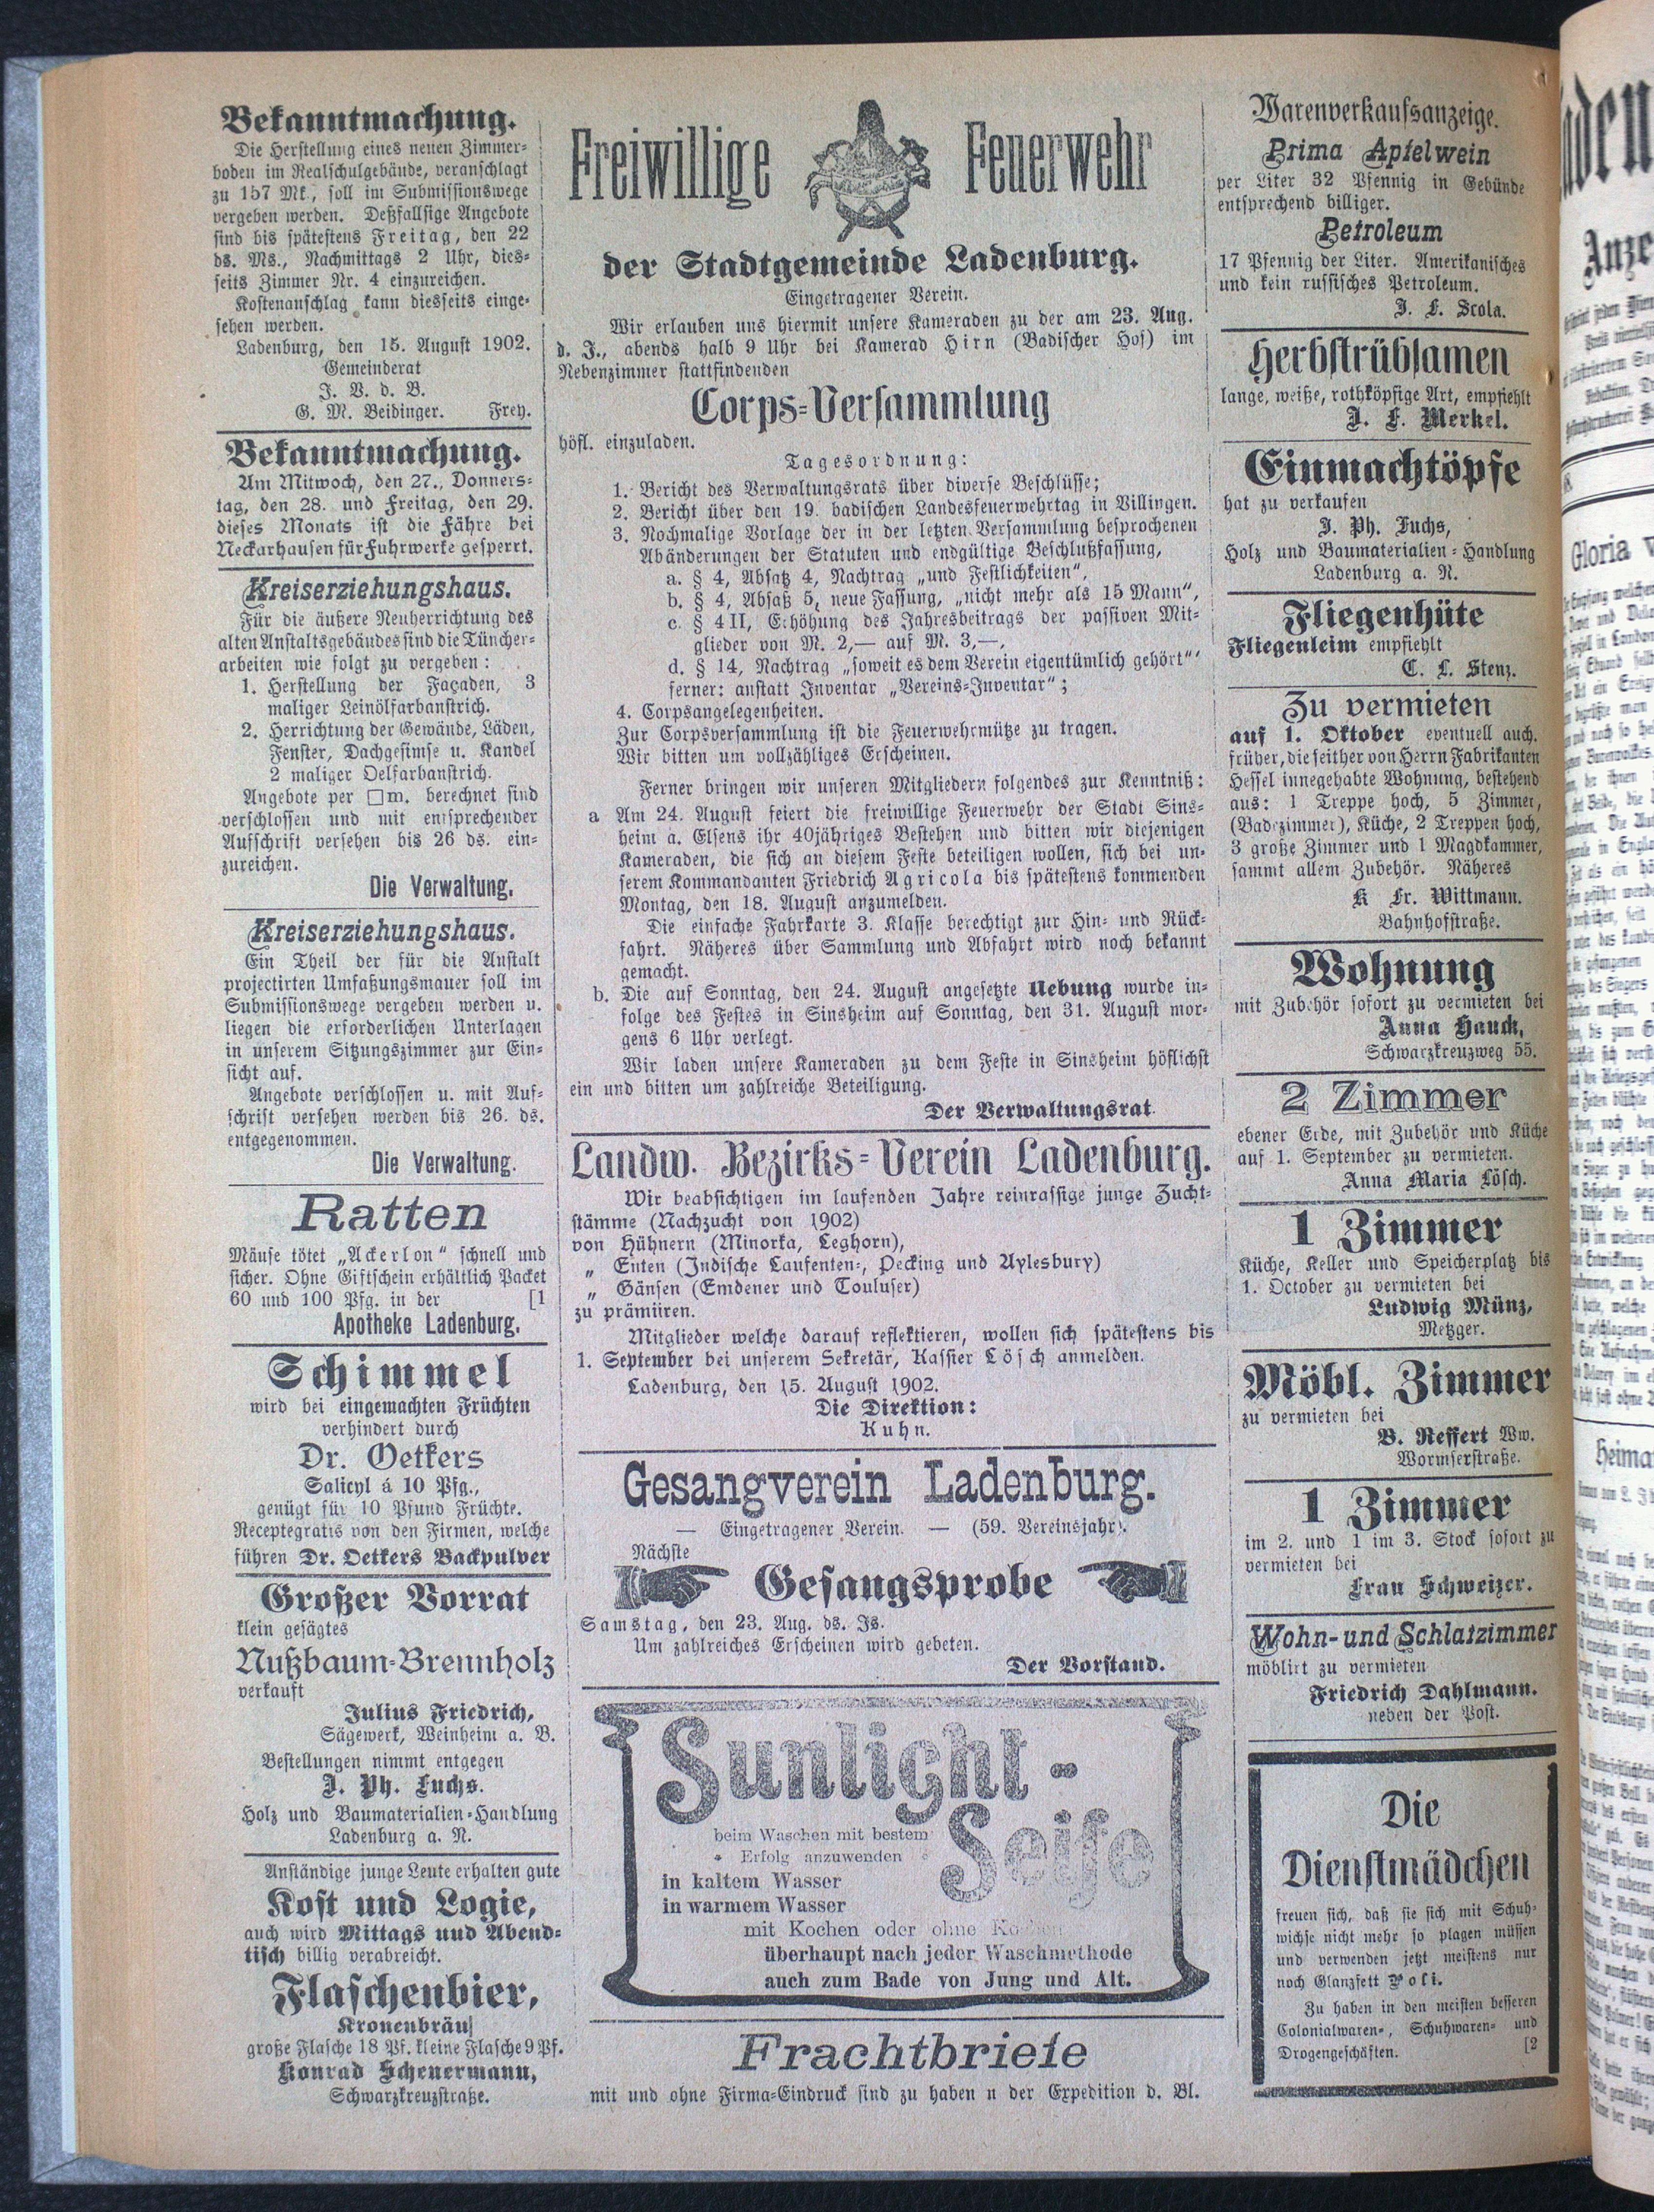 Bekanntmachung.
Die Herstellung eines neuen Zimmer-
boden im Realschulgebäude, veranschlagt
zu 157 Mk, soll im Submissionswege
vergeben werden. Deßfallsige Angebote
sind bis spätestens Freitag, den 22
ds. Ms., Nachmittags 2 Uhr, dies-
seits Zimmer Nr. 4 einzureichen.
Kostenanschlag kann diesseits einge-
sehen werden.
Ladenburg, den 15. August 1902.
Gemeinderat
J. V. d. B.
G. M. Beidinger. Frey.
Bekanntmachung.
Am Mitwoch, den 27., Donners-
tag, den 28. und Freitag, den 29.
dieses Monats ist die Fähre bei
Neckarhausen für Fuhrwerke gesperrt.
Kreiserziehungshaus.
Für die äußere Neuherrichtung des
alten Anstaltsgebäudes sind die Tüncher-
arbeiten wie folgt zu vergeben:
1. Herstellung der Façaden, 3
maliger Leinölfarbanstrich.
2. Herrichtung der Gewände, Läden,
Fenster, Dachgesimse u. Kandel
2 maliger Oelfarbanstrich.
Angebote per □m. berechnet sind
verschlossen und mit entsprechender
Aufschrift versehen bis 26 ds. ein-
zureichen.
Die Verwaltung.
Kreiserziehungshaus.
Ein Theil der für die Anstalt
projectirten Umfaßungsmauer soll im
Submissionswege vergeben werden u.
liegen die erforderlichen Unterlagen
in unserem Sitzungszimmer zur Ein-
sicht auf.
Angebote verschlossen u. mit Auf-
schrift versehen werden bis 26. ds.
entgegenommen.
Die Verwaltung.
Ratten
Mäuse tötet „Ackerlon“ schnell und
sicher. Ohne Giftschein erhältlich Packet
60 und 100 Pfg. in der [1
Apotheke Ladenburg.
Schimmel
wird bei eingemachten Früchten
verhindert durch
Dr. Oetkers
Salicyl á 10 Pfg.,
genügt für 10 Pfund Früchte.
Recepte gratis von den Firmen, welche
führen Dr. Oetkers Backpulver
Großer Vorrat
klein gesägtes
Nußbaum-Brennholz
verkauft
Julius Friedrich,
Sägewerk, Weinheim a. B.
Bestellungen nimmt entgegen
J. Ph. Fuchs.
Holz und Baumaterialien-Handlung
Ladenburg a. N.
Anständige junge Leute erhalten gute
Kost und Logie,
auch wird Mittags und Abend-
tisch billig verabreicht.
Flaschenbier,
Kronenbräu
große Flasche 18 Pf. kleine Flasche 9 Pf.
Konrad Scheuermann,
Schwarzkreuzstraße.
Freiwillige Feuerwehr
der Stadtgemeinde Ladenburg.
Eingetragener Verein.
Wir erlauben uns hiermit unsere Kameraden zu der am 23. Aug.
d. J., abends halb 9 Uhr bei Kamerad Hirn (Badischer Hof) im
Nebenzimmer stattfindenden
Corps-Versammlung
höfl. einzuladen.
Tagesordnung:
1. Bericht des Verwaltungsrats über diverse Beschlüsse;
2. Bericht über den 19. badischen Landesfeuerwehrtag in Villingen.
3. Nochmalige Vorlage der in der letzten Versammlung besprochenen
Abänderungen der Statuten und endgültige Beschlußfassung,
a. § 4, Absatz 4, Nachtrag „und Festlichkeiten“,
b. § 4, Absaß 5, neue Fassung, „nicht mehr als 15 Mann“,
c. § 4 II, Erhöhung des Jahresbeitrags der passiven Mit-
glieder von M. 2,— auf M. 3,—,
d. § 14, Nachtrag „soweit es dem Verein eigentümlich gehört“‘
ferner: anstatt Inventar „Vereins-Inventar“;
4. Corpsangelegenheiten.
Zur Corpsversammlung ist die Feuerwehrmütze zu tragen.
Wir bitten um vollzähliges Erscheinen.
Ferner bringen wir unseren Mitgliedern folgendes zur Kenntniß:
a Am 24. August feiert die freiwillige Feuerwehr der Stadt Sins-
heim a. Elsens ihr 40jähriges Bestehen und bitten wir diejenigen
Kameraden, die sich an diesem Feste beteiligen wollen, sich bei un-
serem Kommandanten Friedrich Agricola bis spätestens kommenden
Montag, den 18. August anzumelden.
Die einfache Fahrkarte 3. Klasse berechtigt zur Hin- und Rück-
fahrt. Näheres über Sammlung und Abfahrt wird noch bekannt
gemacht.
b. Die auf Sonntag, den 24. August angesetzte Uebung wurde in-
folge des Festes in Sinsheim auf Sonntag, den 31. August mor-
gens 6 Uhr verlegt.
Wir laden unsere Kameraden zu dem Feste in Sinsheim höflichst
ein und bitten um zahlreiche Beteiligung.
Der Verwaltungsrat.
Landw. Bezirks-Verein Ladenburg.
Wir beabsichtigen im laufenden Jahre reinrassige junge Zucht-
stämme (Nachzucht von 1902)
von Hühnern (Minorka, Leghorn),
„ Enten (Indische Laufenten-, Pecking und Aylesbury)
„ Gänsen (Emdener und Touluser)
zu prämiiren.
Mitglieder welche darauf reflektieren, wollen sich spätestens bis
1. September bei unserem Sekretär, Kassier Lösch anmelden.
Ladenburg, den 15. August 1902.
Die Direktion:
Kuhn.
Gesangverein Ladenburg.
— Eingetragener Verein. — (59. Vereinsjahr).
Nächste
Gesangsprobe
Samstag, den 23. Aug. ds. Js.
Um zahlreiches Erscheinen wird gebeten.
Der Vorstand.
Sunlicht-
Seife
beim Waschen mit bestem
Erfolg anzuwenden
in kaltem Wasser
in warmem Wasser
mit Kochen oder ohne Kochen
überhaupt nach jeder Waschmethode
auch zum Bade von Jung und Alt.
Frachtbriefe
mit und ohne Firma-Eindruck sind zu haben n der Expedition d. Bl.
Warenverkaufsanzeige.
Prima Apfelwein
per Liter 32 Pfennig in Gebünde
entsprechend billiger.
Petroleum
17 Pfennig der Liter. Amerikanisches
und kein russisches Petroleum.
J. F. Scola.
Herbstrübsamen
lange, weiße, rothköpfige Art, empfiehlt
J. F. Merkel.
Einmachtöpfe
hat zu verkaufen
J. Ph. Fuchs,
Holz und Baumaterialien-Handlung
Ladenburg a. N.
Fliegenhüte
Fliegenleim empfiehlt
C. L. Stenz.
Zu vermieten
auf 1. Oktober eventuell auch.
früher, die seither von Herrn Fabrikanten
Hessel innegehabte Wohnung, bestehend
aus: 1 Treppe hoch, 5 Zimmer,
(Badezimmer), Küche, 2 Treppen hoch,
3 große Zimmer und 1 Magdkammer,
sammt allem Zubehör. Näheres
K Fr. Wittmann.
Bahnhofstraße.
Wohnung
mit Zubehör sofort zu vermieten bei
Anna Hauck,
Schwarzkreuzweg 55.
2 Zimmer
ebener Erde, mit Zubehör und Küche
auf 1. September zu vermieten.
Anna Maria Lösch.
1 Zimmer
Küche, Keller und Speicherplatz bis
1. October zu vermieten bei
Ludwig Münz,
Metzger.
Möbl. Zimmer
zu vermieten bei
B. Reffert Ww.
Wormserstraße.
1 Zimmer
im 2. und 1 im 3. Stock sofort zu
vermieten bei
Frau Schweizer.
Wohn- und Schlafzimmer
möblirt zu vermieten
Friedrich Dahlmann.
neben der Post.
Die
Dienstmädchen
freuen sich, daß sie sich mit Schuh-
wichse nicht mehr so plagen müssen
und verwenden jetzt meistens nur
noch Glanzfett Poli.
Zu haben in den meisten besseren
Colonialwaren-, Schuhwaren- und
Drogengeschäften. [2
Anze
Gloria